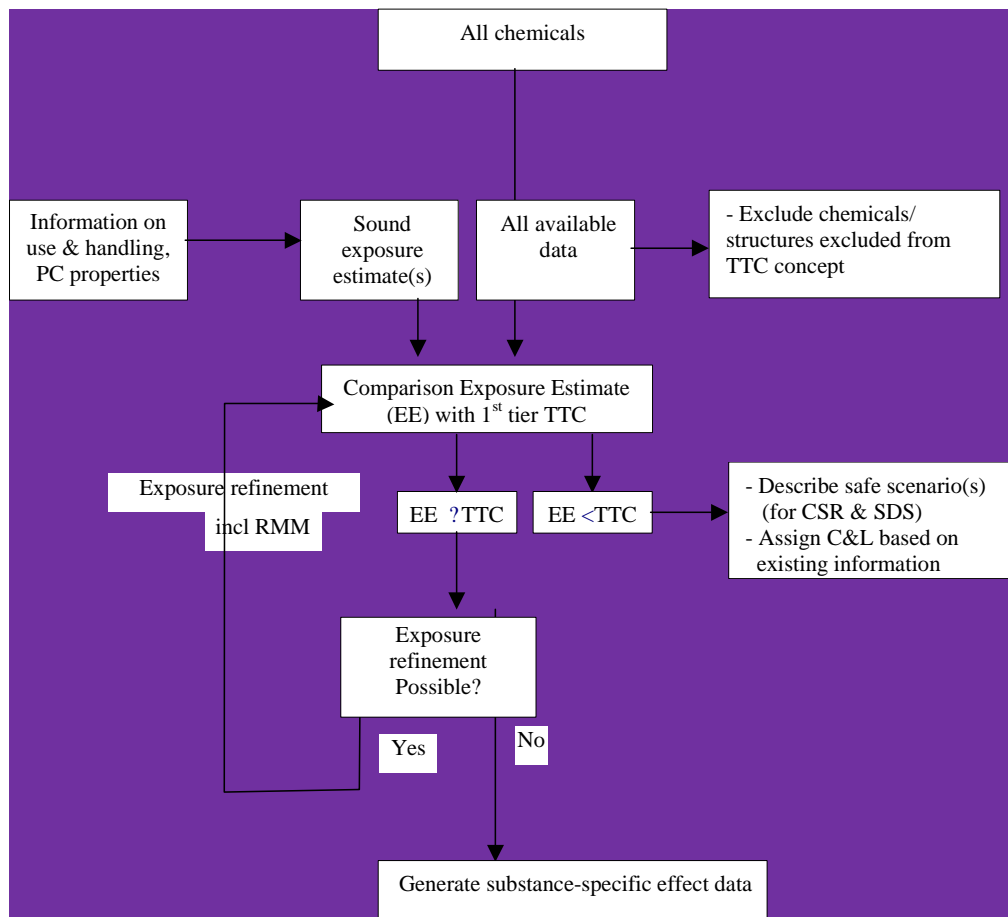 All chemicals
Information on
use & handling,
PC properties
Sound
exposure
estimate(s)
All available
data
- Exclude chemicals/
structures excluded from
TTC concept
Comparison Exposure Estimate
(EE) with 1st tier TTC
Exposure refinement
incl RMM
EE ?TTC
EE <TTC
- Describe safe scenario(s)
(for CSR & SDS)
- Assign C&L based on
existing information
Exposure
refinement
Possible?
Yes
No
Generate substance-specific effect data